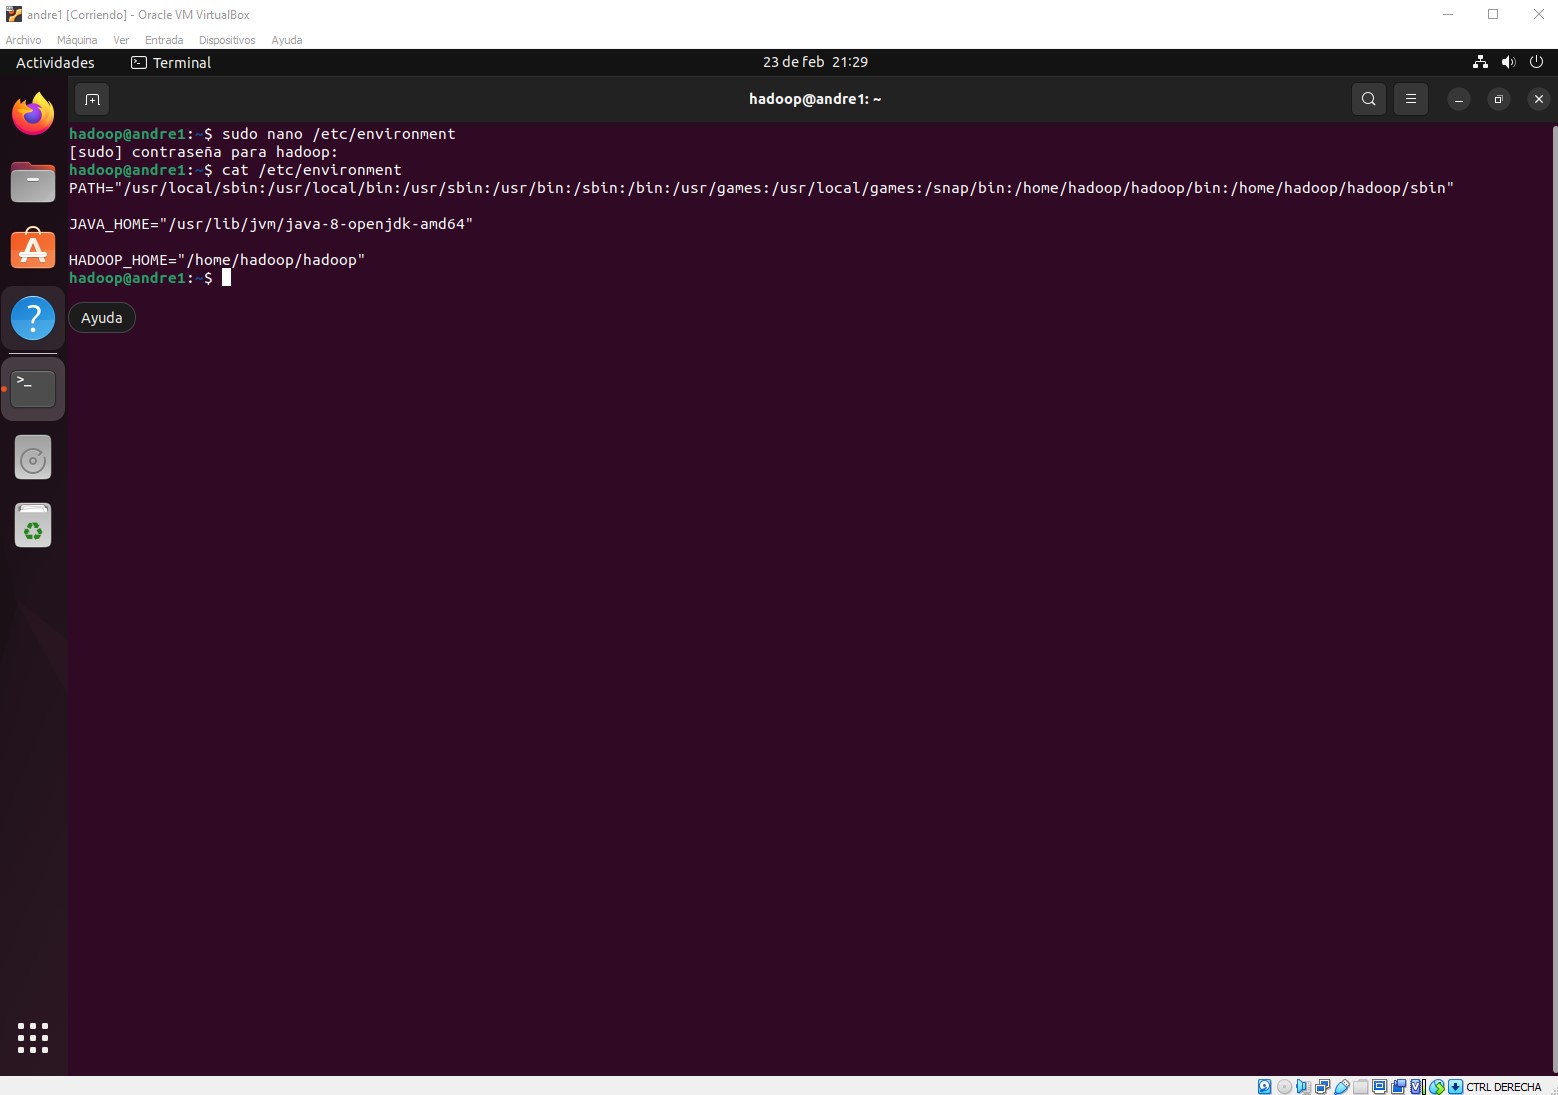 andre1 [Corriendo] - Oracle VM VirtualBox
Archivo Máquina Ver Entrada Dispositivos Ayuda
Actividades Terminal 23 de feb 21:29
hadoop@andre1: ~
hadoop@andre1:~$ sudo nano /etc/environment
[sudo] contraseña para hadoop:
hadoop@andre1:~$ cat /etc/environment
PATH="/usr/local/sbin:/usr/local/bin:/usr/sbin:/usr/bin:/sbin:/bin:/usr/games:/usr/local/games:/snap/bin:/home/hadoop/hadoop/bin:/home/hadoop/hadoop/sbin"
JAVA_HOME="/usr/lib/jvm/java-8-openjdk-amd64"
HADOOP_HOME="/home/hadoop/hadoop"
hadoop@andre1:~$
Ayuda
CTRL DERECHA